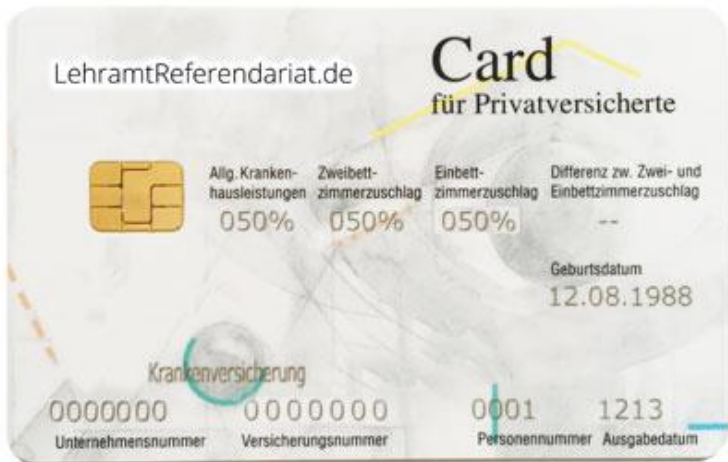 LehramtReferendariat.de
Card
für Privatversicherte
Allg. Kranken-
hausleistungen
050%
Zweibett-
zimmerzuschlag
050%
Einbett-
zimmerzuschlag
050%
Differenz zw. Zwei- und
Einbettzimmerzuschlag
--
Geburtsdatum
12.08.1988
Krankenversicherung
0000000 0000000 0001 1213
Unternehmensnummer Versicherungsnummer Personennummer Ausgabedatum